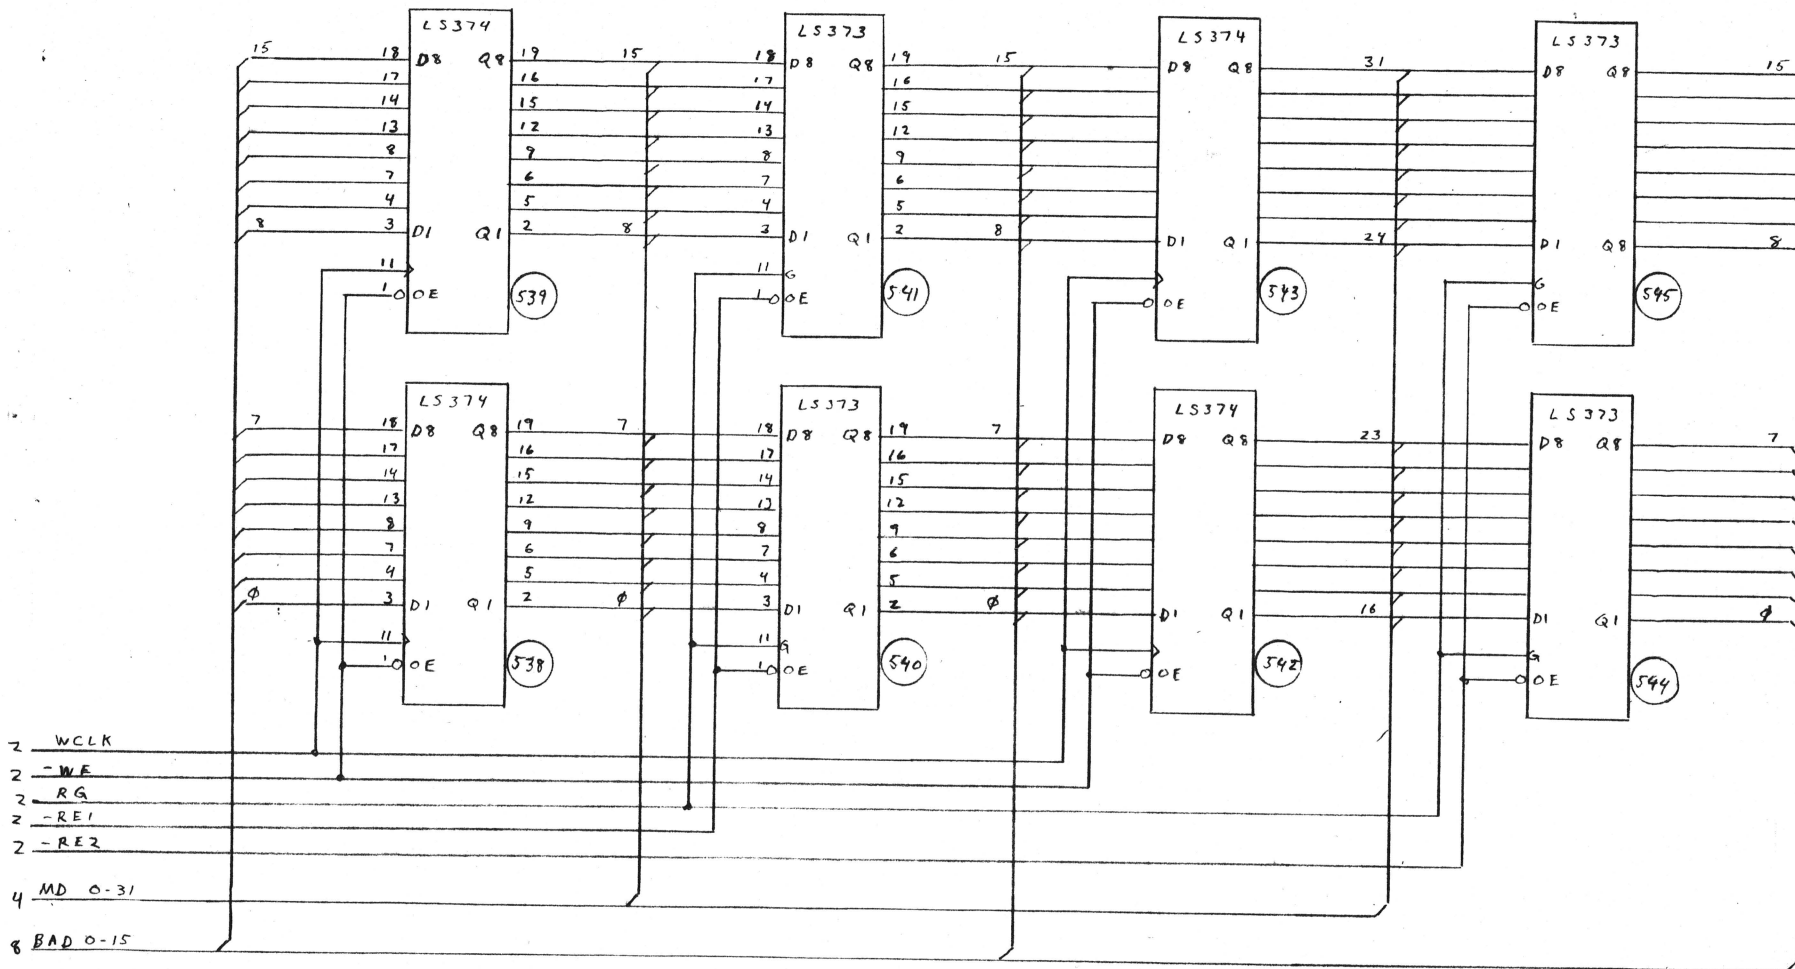 LS374 LS373 LS374 LS373
15 18 D8 Q8 19 15 18 D8 Q8 19 15 D8 Q8 31 D8 Q8 15
17 16 17 16
14 15 14 15
13 12 13 12
8 9 8 9
7 6 7 6
4 5 4 5
8 3 D1 Q1 2 8 3 D1 Q1 2 8 D1 Q1 24 D1 Q8 8
11 11 G G
1 OE 539 1 OE 541 OE 543 OE 545
LS374 LS373 LS374 LS373
7 18 D8 Q8 19 7 18 D8 Q8 19 7 D8 Q8 23 D8 Q8 7
17 16 17 16
14 15 14 15
13 12 13 12
8 9 8 9
7 6 7 6
4 5 4 5
Ø 3 D1 Q1 2 Ø 3 D1 Q1 2 Ø D1 Q1 16 D1 Q1 Ø
11 11 G G
1 OE 538 1 OE 540 OE 542 OE 544
2 WCLK
2 -WE
2 RG
2 -RE1
2 -RE2
4 MD 0-31
8 BAD 0-15